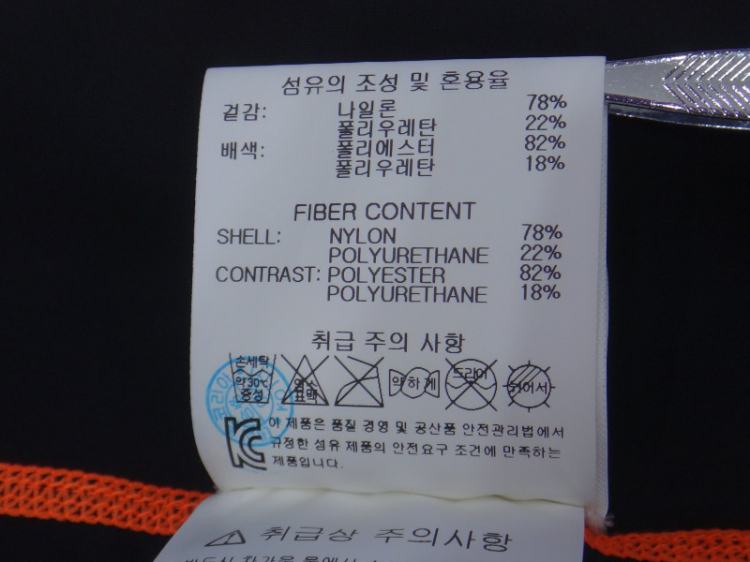 섬유의 조성 및 혼용율
겉감: 나일론 78%
폴리우레탄 22%
배색: 폴리에스터 82%
폴리우레탄 18%
FIBER CONTENT
SHELL: NYLON 78%
POLYURETHANE 22%
CONTRAST: POLYESTER 82%
POLYURETHANE 18%
취급 주의 사항
손세탁
약30℃
중성
염소
표백
약하게
드라이
뉘어서
이 제품은 품질 경영 및 공산품 안전관리법에서
규정한 섬유 제품의 안전요구 조건에 만족하는
제품입니다.
취급상 주의사항